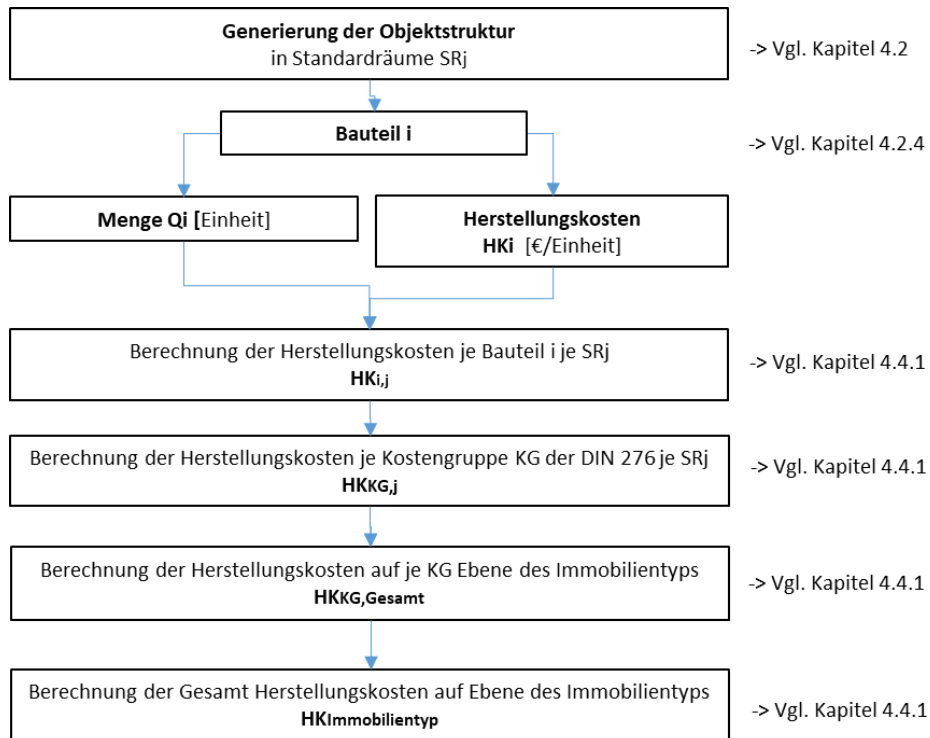 Generierung der Objektstruktur
in Standardräume SRj
-> Vgl. Kapitel 4.2
Bauteil i
-> Vgl. Kapitel 4.2.4
Menge Qi [Einheit]
Herstellungskosten
HKi [€/Einheit]
Berechnung der Herstellungskosten je Bauteil i je SRj
HKi,j
-> Vgl. Kapitel 4.4.1
Berechnung der Herstellungskosten je Kostengruppe KG der DIN 276 je SRj
HKKG,j
-> Vgl. Kapitel 4.4.1
Berechnung der Herstellungskosten auf je KG Ebene des Immobilientyps
HKKG,Gesamt
-> Vgl. Kapitel 4.4.1
Berechnung der Gesamt Herstellungskosten auf Ebene des Immobilientyps
HKImmobilientyp
-> Vgl. Kapitel 4.4.1